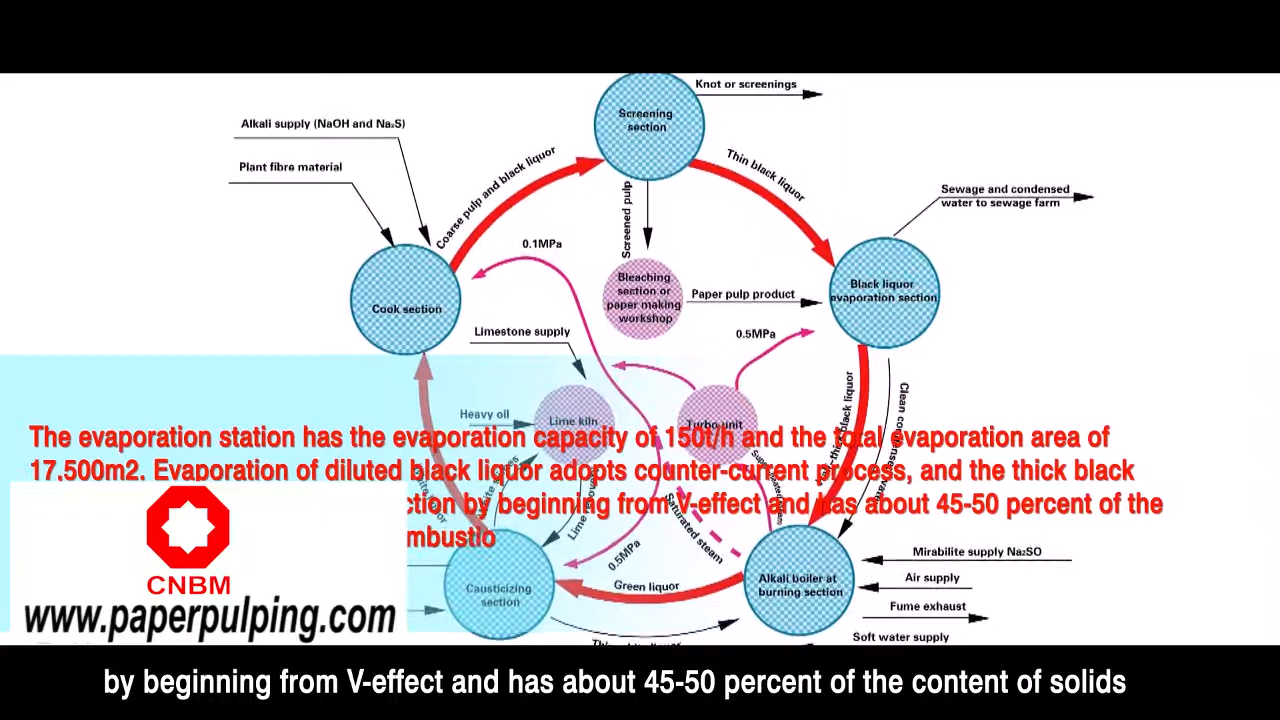 Knot or screenings
Screening
section
Alkali supply (NaOH and Na₂S)
Plant fibre material
Coarse pulp and black liquor
Thin black liquor
Screened pulp
Sewage and condensed
water to sewage farm
0.1MPa
Cook section
Bleaching
section or
paper making
workshop
Paper pulp product
Black liquor
evaporation section
Limestone supply
0.5MPa
Heavy oil
Lime kiln
Turbo unit
black liquor
Clean condensed water
The evaporation station has the evaporation capacity of 150t/h and the total evaporation area of
17,500m2. Evaporation of diluted black liquor adopts counter-current process, and the thick black
ction by beginning from V-effect and has about 45-50 percent of the
mbustio
Saturated steam
0.5MPa
Causticizing
section
Green liquor
Alkali boiler at
burning section
Mirabilite supply Na₂SO
Air supply
Fume exhaust
Soft water supply
CNBM
www.paperpulping.com
by beginning from V-effect and has about 45-50 percent of the content of solids